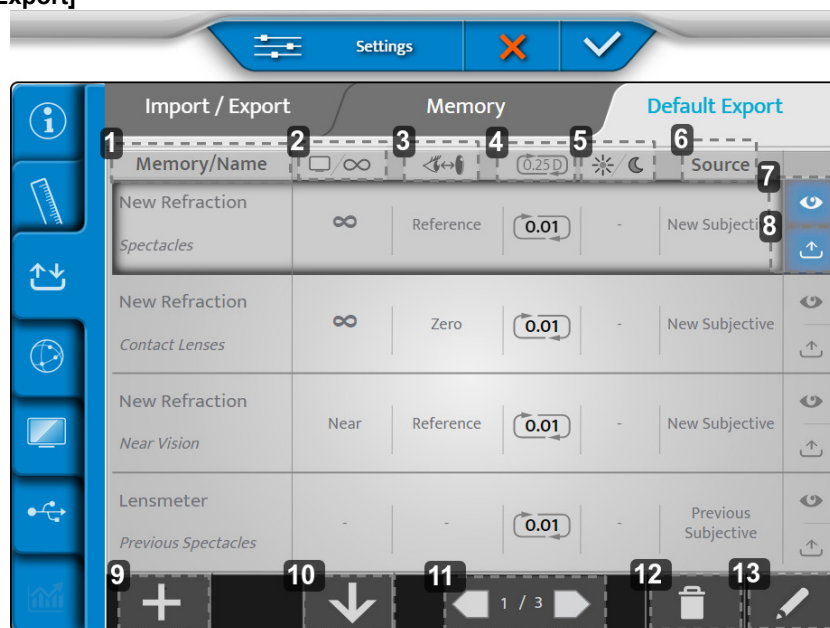 Export]
Settings
Import / Export
Memory
Default Export
1
2
3
4
5
6
Memory/Name
0.25 D
Source
7
New Refraction
Spectacles
Reference
0.01
-
New Subjecti
8
New Refraction
Contact Lenses
Zero
0.01
-
New Subjective
New Refraction
Near Vision
Near
Reference
0.01
-
New Subjective
Lensmeter
Previous Spectacles
-
-
0.01
-
Previous
Subjective
9
10
11
12
13
1 / 3